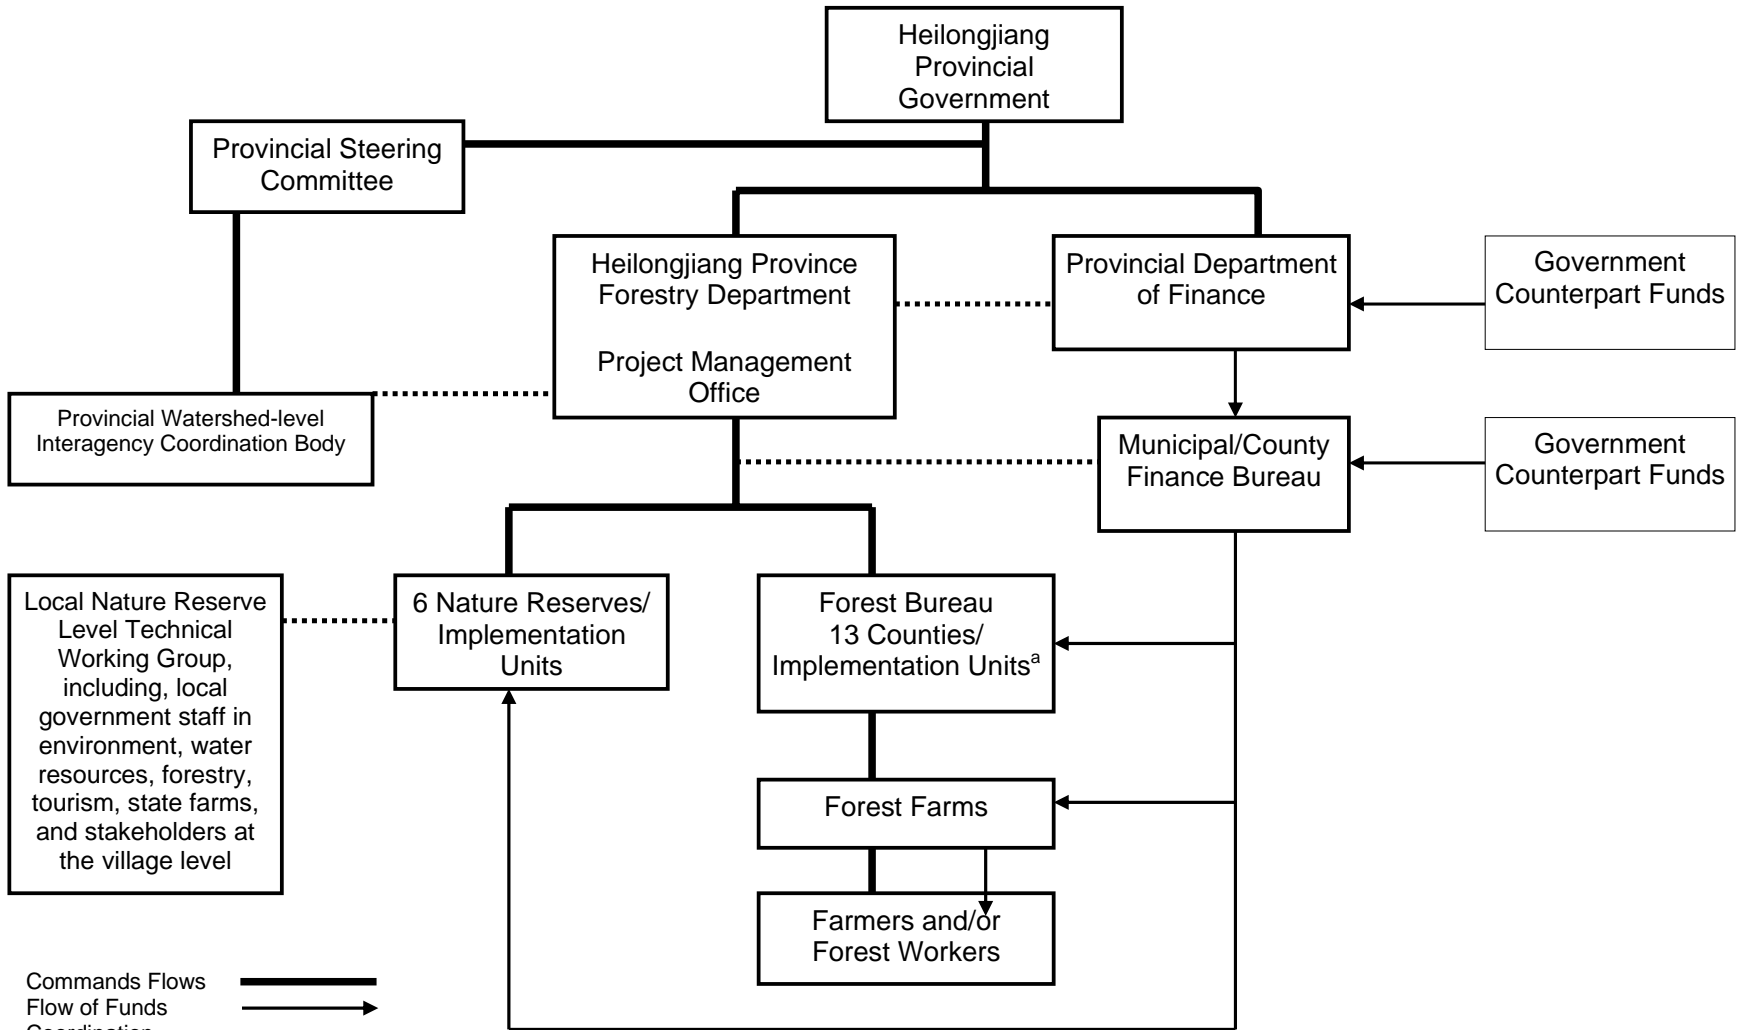 Heilongjiang
Provincial
Government
Provincial Steering
Committee
Heilongjiang Province
Forestry Department
Project Management
Office
Provincial Department
of Finance
Government
Counterpart Funds
Provincial Watershed-level
Interagency Coordination Body
Municipal/County
Finance Bureau
Government
Counterpart Funds
Local Nature Reserve
Level Technical
Working Group,
including, local
government staff in
environment, water
resources, forestry,
tourism, state farms,
and stakeholders at
the village level
6 Nature Reserves/
Implementation
Units
Forest Bureau
13 Counties/
Implementation Unitsᵃ
Forest Farms
Farmers and/or
Forest Workers
Commands Flows
Flow of Funds
Coordination